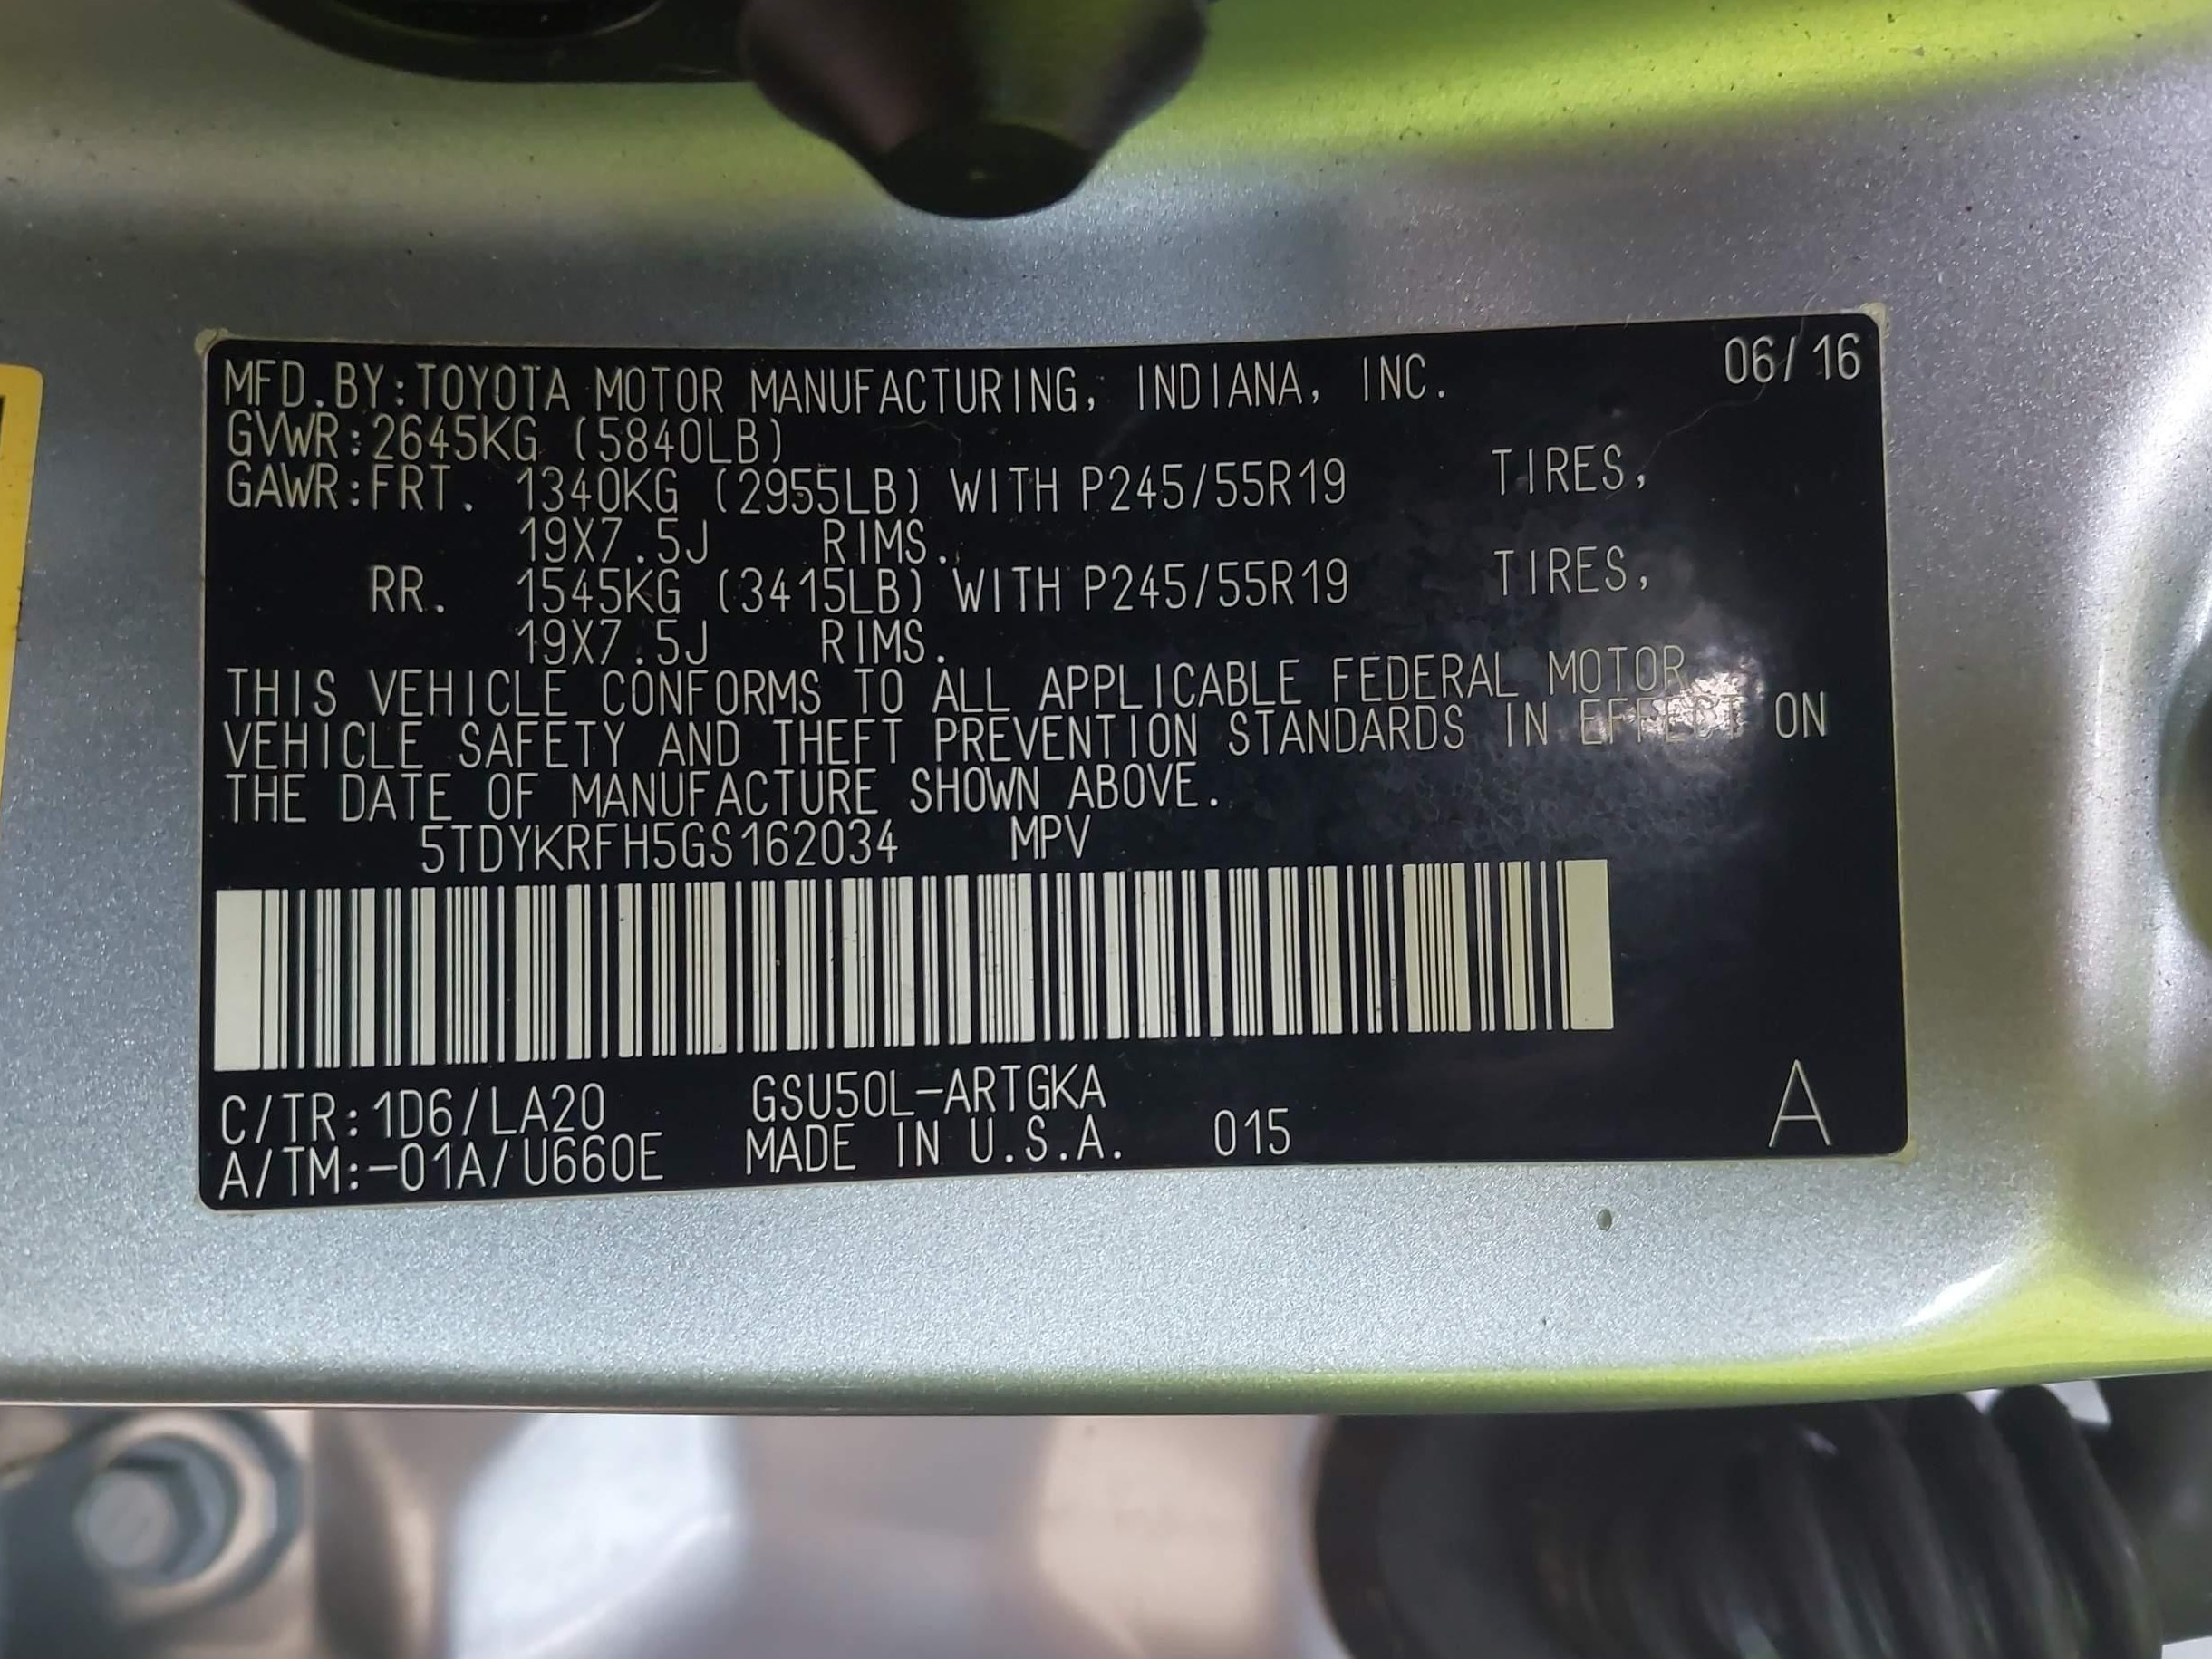 MFD.BY:TOYOTA MOTOR MANUFACTURING, INDIANA, INC. 06/16
GVWR:2645KG (5840LB)
GAWR:FRT. 1340KG (2955LB) WITH P245/55R19 TIRES,
19X7.5J RIMS.
RR. 1545KG (3415LB) WITH P245/55R19 TIRES,
19X7.5J RIMS.
THIS VEHICLE CONFORMS TO ALL APPLICABLE FEDERAL MOTOR
VEHICLE SAFETY AND THEFT PREVENTION STANDARDS IN EFFECT ON
THE DATE OF MANUFACTURE SHOWN ABOVE.
5TDYKRFH5GS162034 MPV
C/TR:1D6/LA20 GSU50L-ARTGKA
A/TM:-01A/U660E MADE IN U.S.A. 015 A